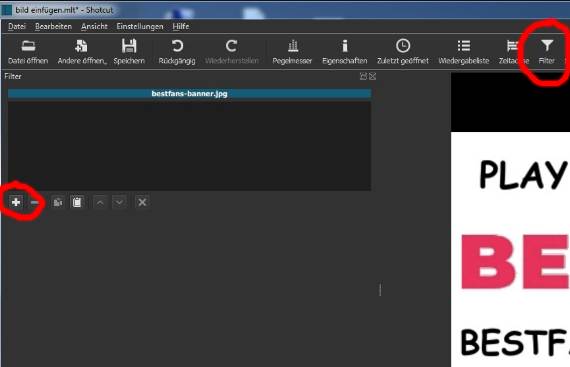 bild einfügen.mlt* - Shotcut
Datei Bearbeiten Ansicht Einstellungen Hilfe
Datei öffnen Andere öffnen... Speichern Rückgängig Wiederherstellen Pegelmesser Eigenschaften Zuletzt geöffnet Wiedergabeliste Zeitachse Filter
Filter
bestfans-banner.jpg
PLAY
BE
BESTFA